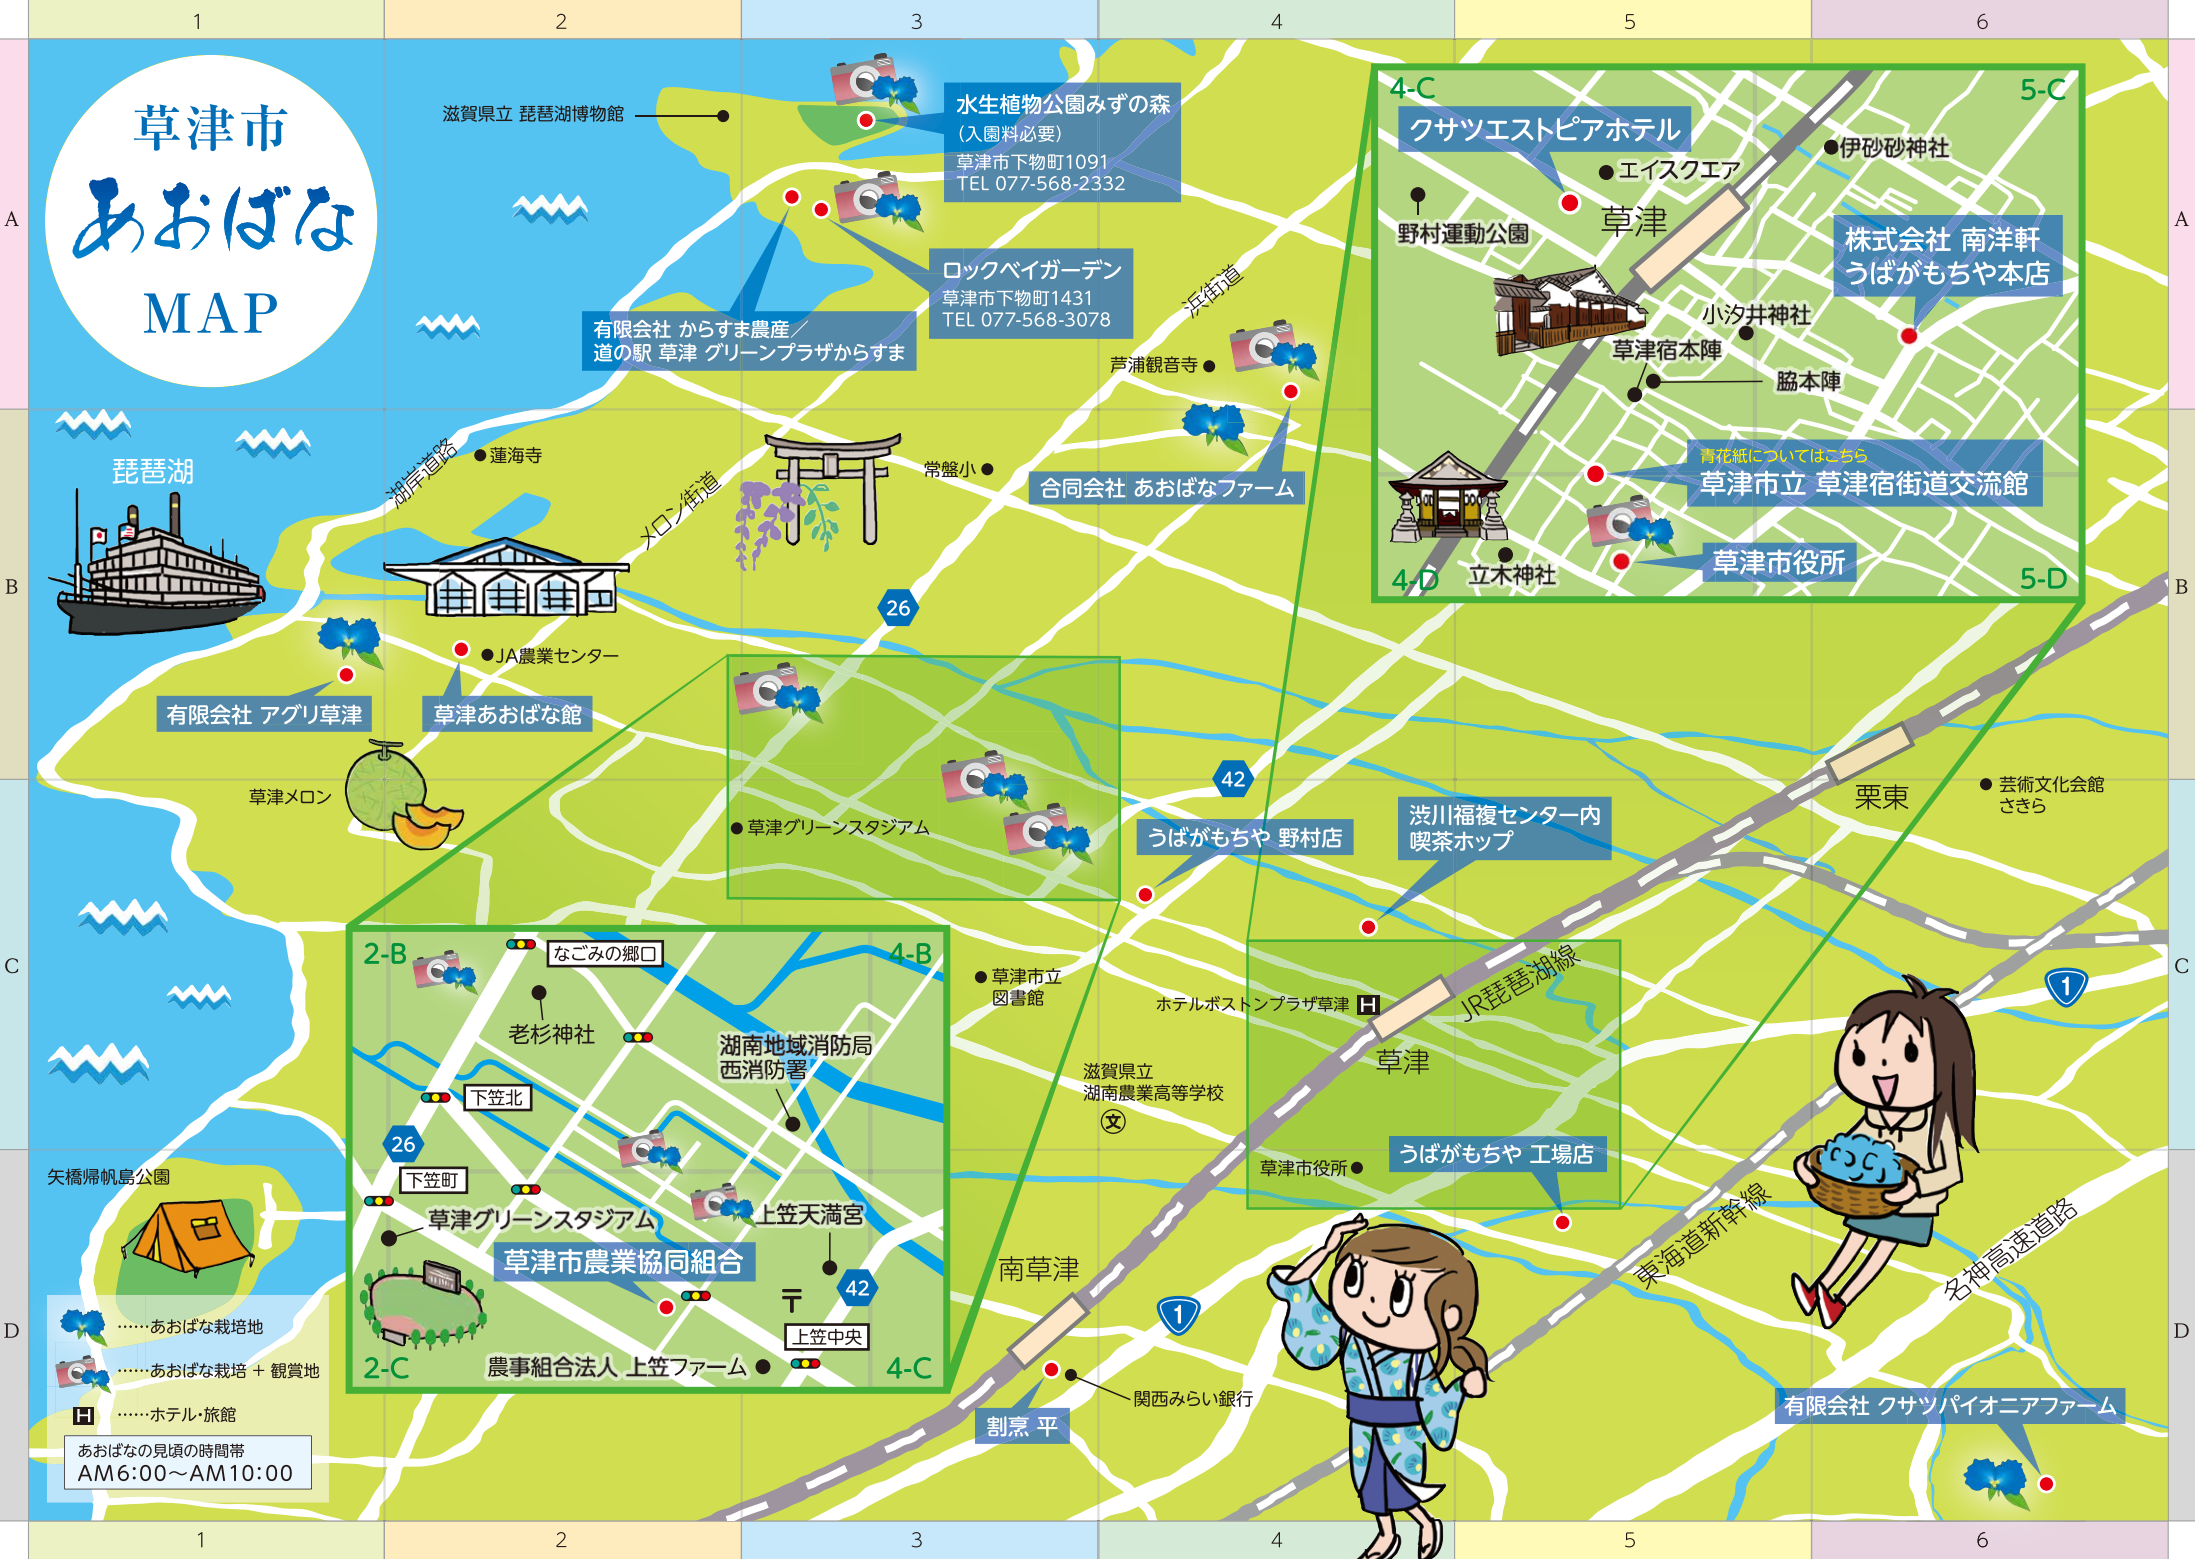 1
2
3
4
5
6
A
B
C
D
A
B
C
D
草津市
あおばな
MAP
滋賀県立 琵琶湖博物館
水生植物公園みずの森
（入園料必要）
草津市下物町1091
TEL 077-568-2332
ロックベイガーデン
草津市下物町1431
TEL 077-568-3078
有限会社 からすま農産／
道の駅 草津 グリーンプラザからすま
浜街道
芦浦観音寺
合同会社 あおばなファーム
常盤小
琵琶湖
湖岸道路
蓮海寺
メロン街道
26
JA農業センター
有限会社 アグリ草津
草津あおばな館
草津メロン
草津グリーンスタジアム
42
うばがもちや 野村店
渋川福複センター内
喫茶ホップ
栗東
芸術文化会館
さきら
4-C
5-C
クサツエストピアホテル
エイスクエア
伊砂砂神社
野村運動公園
草津
株式会社 南洋軒
うばがもちや本店
小汐井神社
草津宿本陣
脇本陣
青花紙についてはこちら
草津市立 草津宿街道交流館
草津市役所
立木神社
4-D
5-D
2-B
4-B
なごみの郷口
老杉神社
湖南地域消防局
西消防署
下笠北
26
下笠町
草津グリーンスタジアム
上笠天満宮
草津市農業協同組合
42
〒
上笠中央
農事組合法人 上笠ファーム
2-C
4-C
草津市立
図書館
ホテルボストンプラザ草津
H
JR琵琶湖線
草津
滋賀県立
湖南農業高等学校
文
草津市役所
うばがもちや 工場店
1
東海道新幹線
名神高速道路
南草津
1
関西みらい銀行
割烹 平
有限会社 クサツパイオニアファーム
矢橋帰帆島公園
……あおばな栽培地
……あおばな栽培 + 観賞地
H
……ホテル・旅館
あおばなの見頃の時間帯
AM6:00〜AM10:00
1
2
3
4
5
6